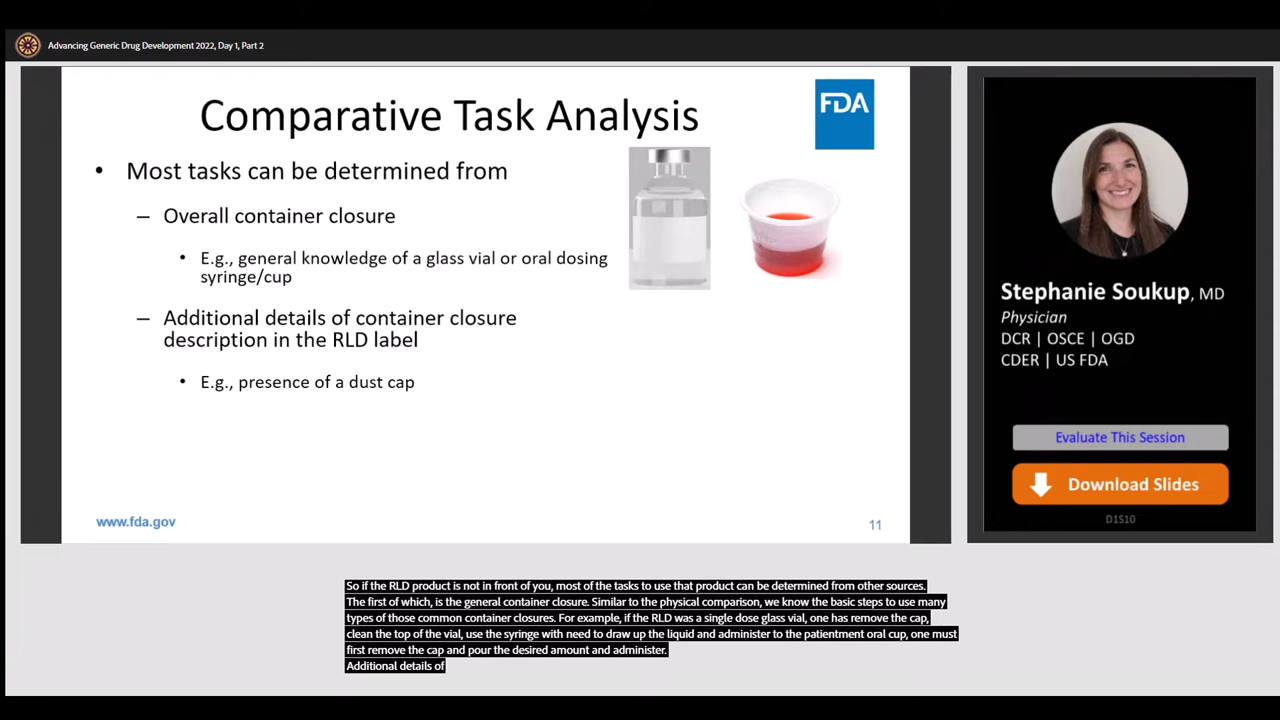 Advancing Generic Drug Development 2022, Day 1, Part 2
Comparative Task Analysis
FDA
• Most tasks can be determined from
– Overall container closure
• E.g., general knowledge of a glass vial or oral dosing
syringe/cup
– Additional details of container closure
description in the RLD label
• E.g., presence of a dust cap
www.fda.gov
11
Stephanie Soukup, MD
Physician
DCR | OSCE | OGD
CDER | US FDA
Evaluate This Session
Download Slides
D1S10
So if the RLD product is not in front of you, most of the tasks to use that product can be determined from other sources.
The first of which, is the general container closure. Similar to the physical comparison, we know the basic steps to use many
types of those common container closures. For example, if the RLD was a single dose glass vial, one has remove the cap,
clean the top of the vial, use the syringe with need to draw up the liquid and administer to the patientment oral cup, one must
first remove the cap and pour the desired amount and administer.
Additional details of